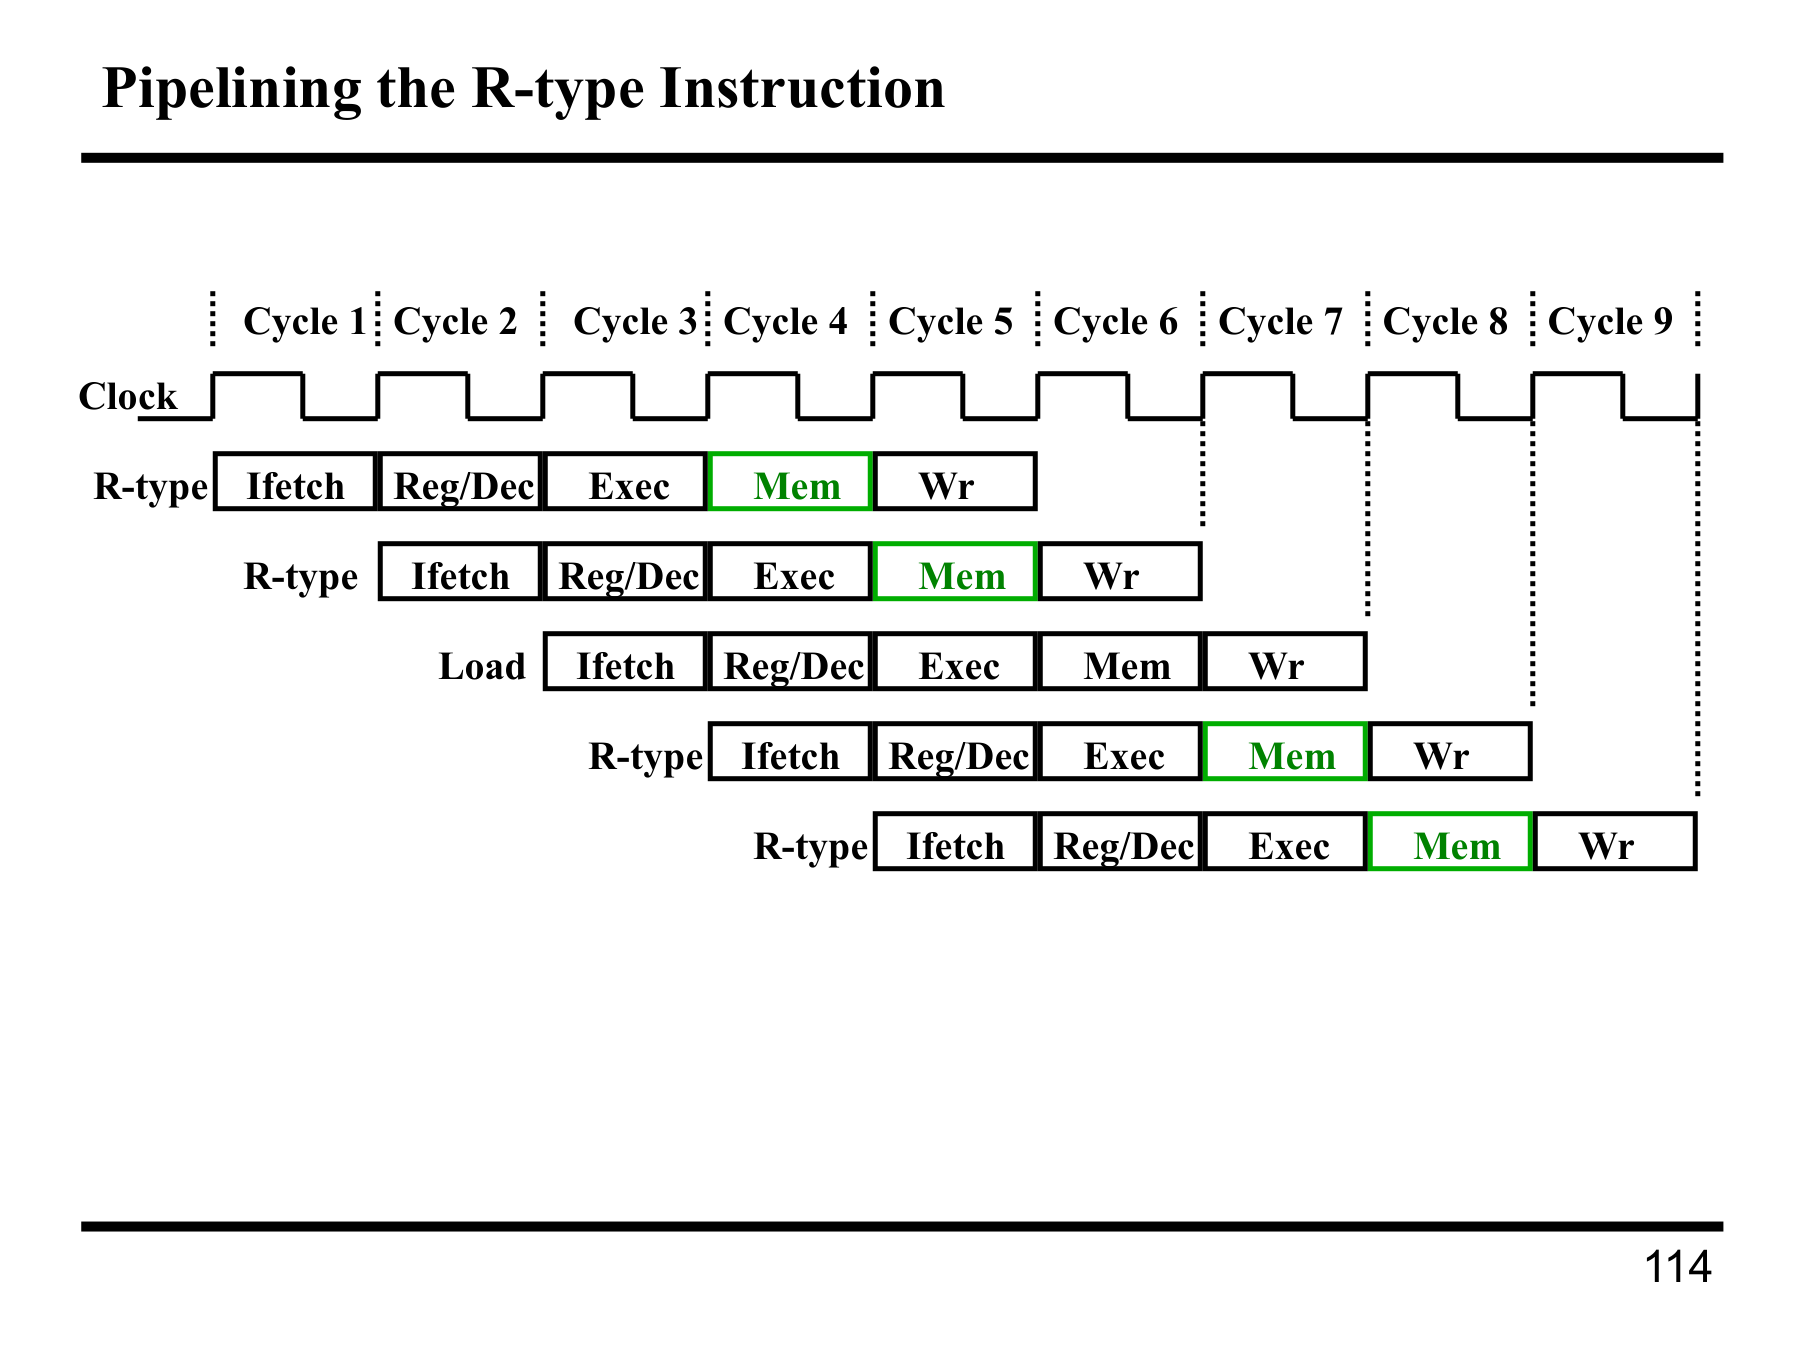 Pipelining the R-type Instruction
Cycle 1 Cycle 2 Cycle 3 Cycle 4 Cycle 5 Cycle 6 Cycle 7 Cycle 8 Cycle 9
Clock
R-type Ifetch Reg/Dec Exec Mem Wr
R-type Ifetch Reg/Dec Exec Mem Wr
Load Ifetch Reg/Dec Exec Mem Wr
R-type Ifetch Reg/Dec Exec Mem Wr
R-type Ifetch Reg/Dec Exec Mem Wr
114